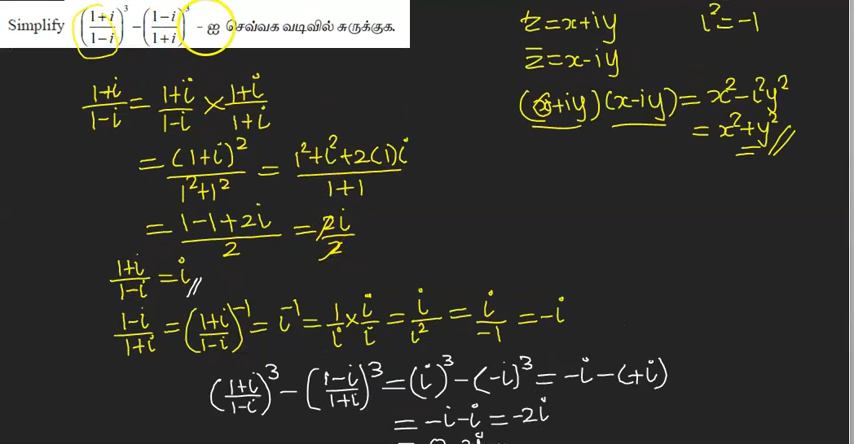 Simplify ((1+i)/(1-i))³ - ((1-i)/(1+i))³ - ஐ செவ்வக வடிவில் சுருக்குக.
z = x+iy    i² = -1
z̅ = x-iy
(x+iy)(x-iy) = x² - i²y²
= x²+y² //
(1+i)/(1-i) = (1+i)/(1-i) × (1+i)/(1+i)
= (1+i)²/(1²+1²) = (1²+i²+2(1)i)/(1+1)
= (1-1+2i)/2 = 2i/2
(1+i)/(1-i) = i //
(1-i)/(1+i) = ((1+i)/(1-i))⁻¹ = i⁻¹ = 1/i × i/i = i/i² = i/-1 = -i
((1+i)/(1-i))³ - ((1-i)/(1+i))³ = (i)³ - (-i)³ = -i - (+i)
= -i - i = -2i